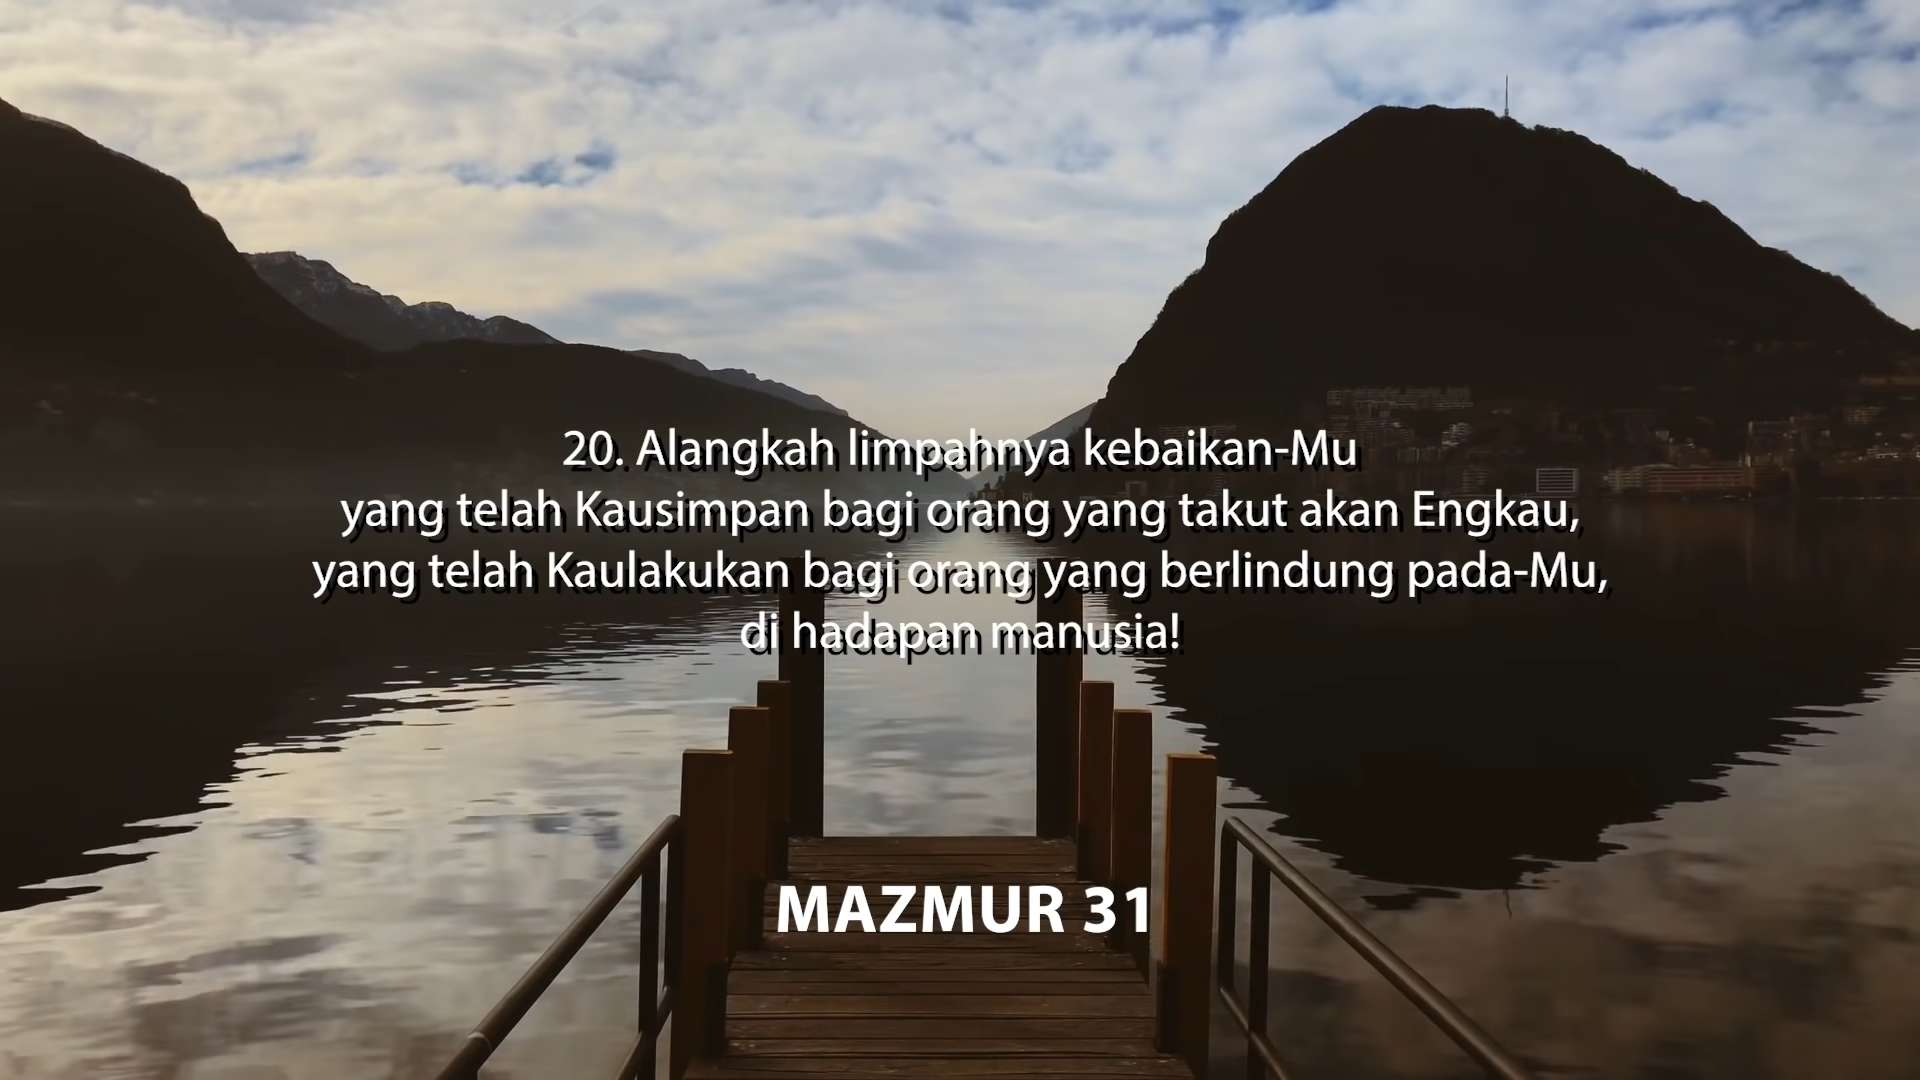 20. Alangkah limpahnya kebaikan-Mu
yang telah Kausimpan bagi orang yang takut akan Engkau,
yang telah Kaulakukan bagi orang yang berlindung pada-Mu,
di hadapan manusia!
MAZMUR 31